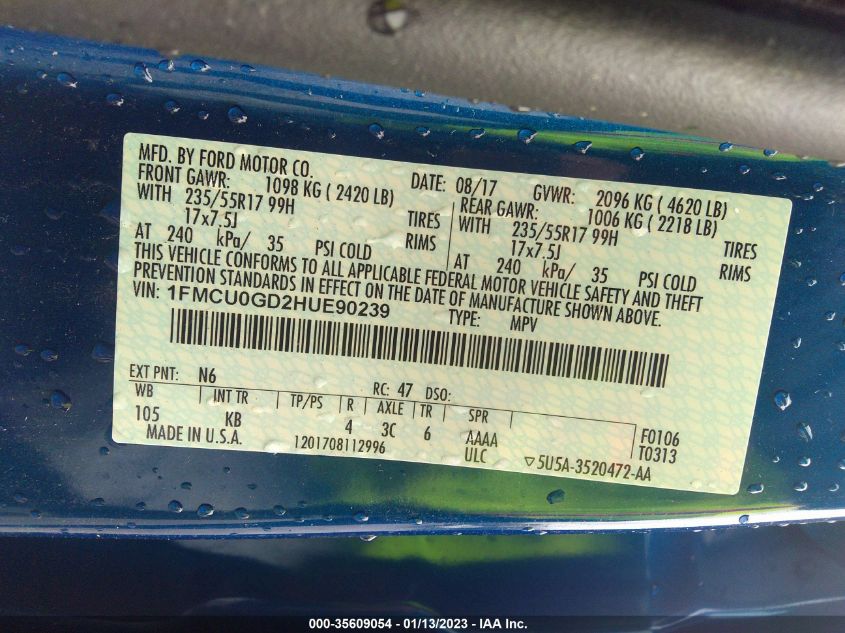 MFD. BY FORD MOTOR CO.
DATE: 08/17 GVWR: 2096 KG ( 4620 LB)
FRONT GAWR: 1098 KG ( 2420 LB)
REAR GAWR: 1006 KG ( 2218 LB)
WITH 235/55R17 99H TIRES
WITH 235/55R17 99H TIRES
17x7.5J RIMS
17x7.5J RIMS
AT 240 kPa/ 35 PSI COLD
AT 240 kPa/ 35 PSI COLD
THIS VEHICLE CONFORMS TO ALL APPLICABLE FEDERAL MOTOR VEHICLE SAFETY AND THEFT
PREVENTION STANDARDS IN EFFECT ON THE DATE OF MANUFACTURE SHOWN ABOVE.
VIN: 1FMCU0GD2HUE90239 TYPE: MPV
EXT PNT: N6 RC: 47 DSO:
WB INT TR TP/PS R AXLE TR SPR
105 KB 4 3C 6 AAAA F0106
ULC T0313
MADE IN U.S.A. 1201708112996 ▽5U5A-3520472-AA
000-35609054 - 01/13/2023 - IAA Inc.